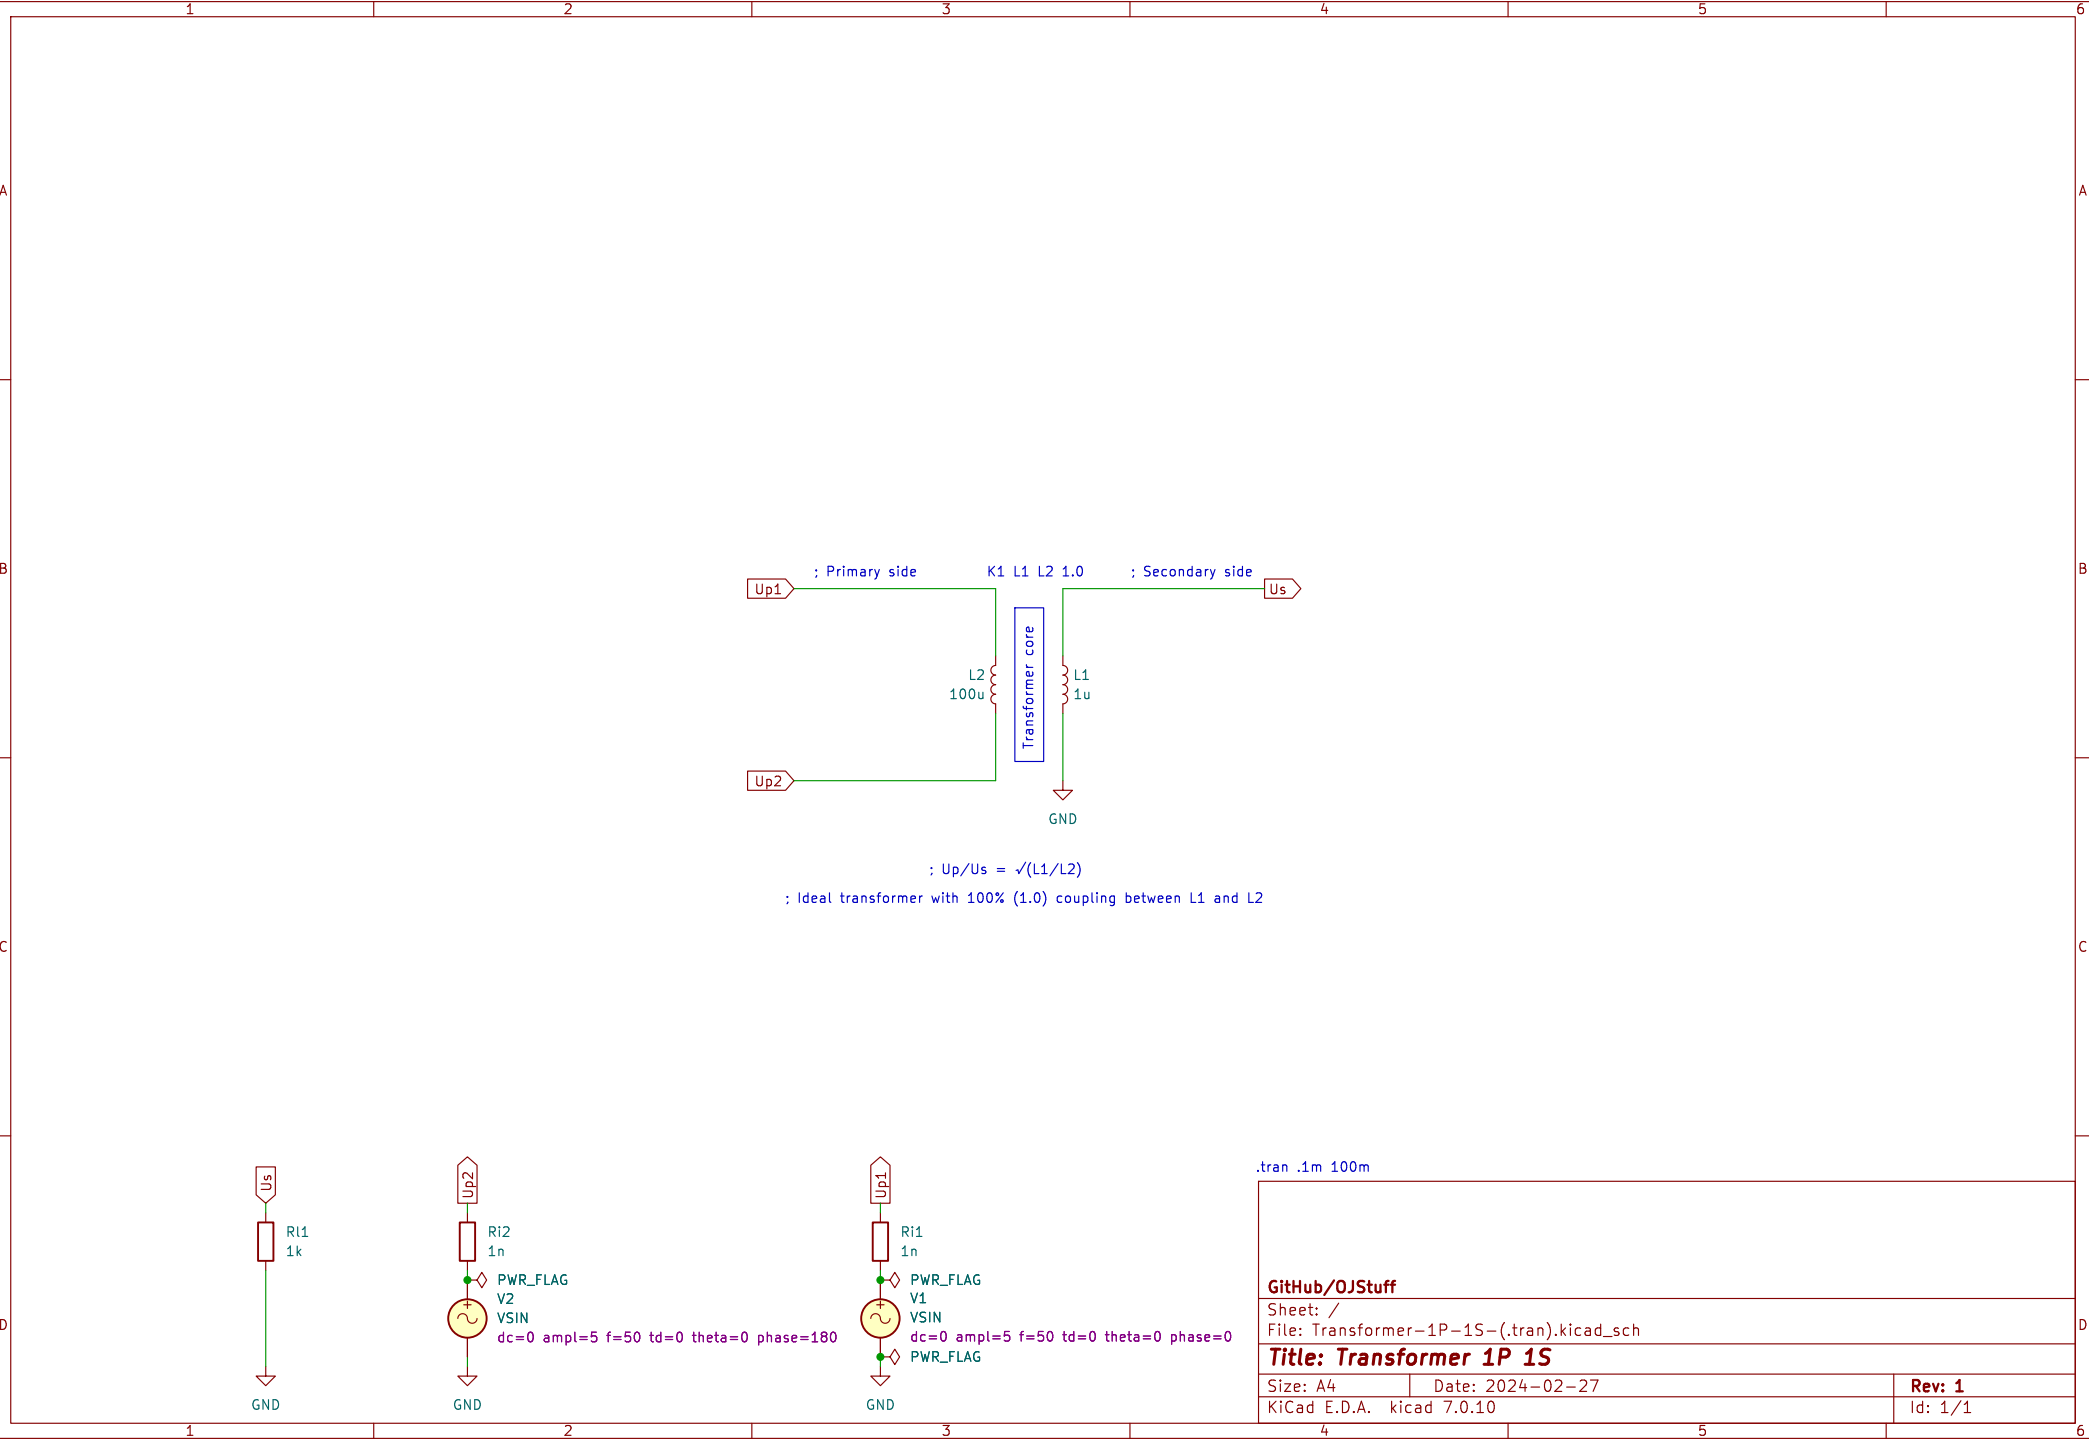 1 2 3 4 5 6
A A
; Primary side K1 L1 L2 1.0 ; Secondary side
B B
Up1 Us
Transformer core
L2 L1
100u 1u
Up2
GND
; Up/Us = √(L1/L2)
; Ideal transformer with 100% (1.0) coupling between L1 and L2
C C
.tran .1m 100m
Us Up2 Up1
Rl1 Ri2 Ri1
1k 1n 1n
PWR_FLAG PWR_FLAG
V2 V1
VSIN VSIN
dc=0 ampl=5 f=50 td=0 theta=0 phase=180 dc=0 ampl=5 f=50 td=0 theta=0 phase=0
PWR_FLAG
GND GND GND
GitHub/OJStuff
Sheet: /
File: Transformer-1P-1S-(.tran).kicad_sch
D D
Title: Transformer 1P 1S
Size: A4 Date: 2024-02-27 Rev: 1
KiCad E.D.A. kicad 7.0.10 Id: 1/1
1 2 3 4 5 6